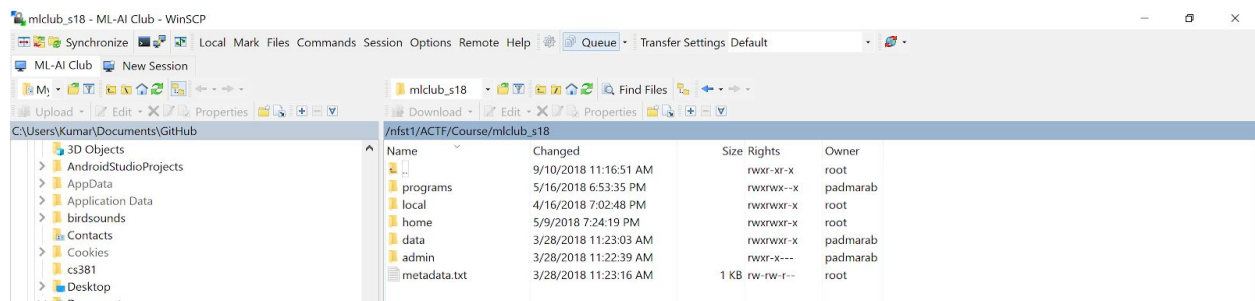 mlclub_s18 - ML-AI Club - WinSCP
Synchronize Local Mark Files Commands Session Options Remote Help Queue Transfer Settings Default
ML-AI Club New Session
mlclub_s18 Find Files
Upload Edit Properties Download Edit Properties
C:\Users\Kumar\Documents\GitHub /nfst1/ACTF/Course/mlclub_s18
3D Objects
AndroidStudioProjects
AppData
Application Data
birdsounds
Contacts
Cookies
cs381
Desktop
Name Changed Size Rights Owner
.. 9/10/2018 11:16:51 AM rwxr-xr-x root
programs 5/16/2018 6:53:35 PM rwxrwx--x padmarab
local 4/16/2018 7:02:48 PM rwxrwxr-x root
home 5/9/2018 7:24:19 PM rwxrwxr-x root
data 3/28/2018 11:23:03 AM rwxrwxr-x padmarab
admin 3/28/2018 11:22:39 AM rwxr-x--- padmarab
metadata.txt 3/28/2018 11:23:16 AM 1 KB rw-rw-r-- root